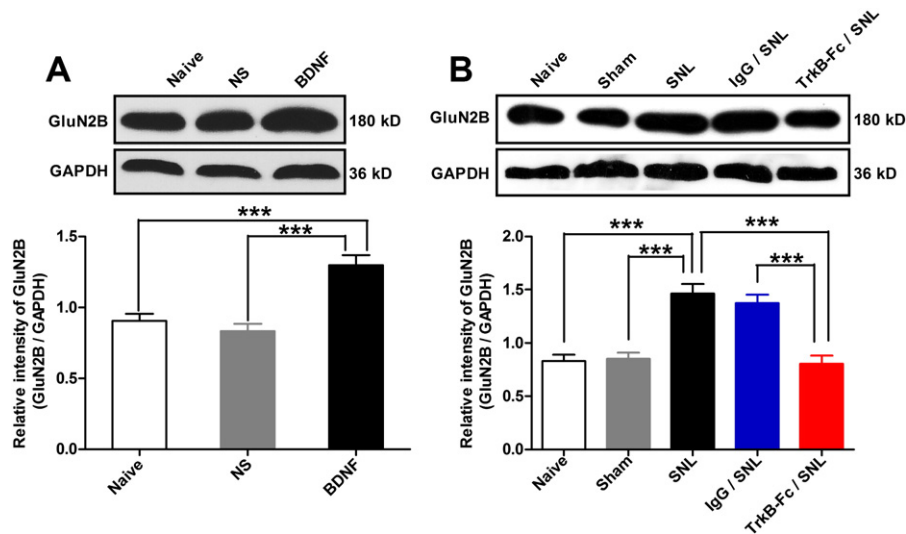 A
Naive
NS
BDNF
GluN2B
180 kD
GAPDH
36 kD
***
***
Relative intensity of GluN2B
(GluN2B / GAPDH)
1.5
1.0
0.5
0.0
Naive
NS
BDNF
B
Naive
Sham
SNL
IgG / SNL
TrkB-Fc / SNL
GluN2B
180 kD
GAPDH
36 kD
***
***
***
***
Relative intensity of GluN2B
(GluN2B / GAPDH)
2.0
1.5
1.0
0.5
0.0
Naive
Sham
SNL
IgG / SNL
TrkB-Fc / SNL